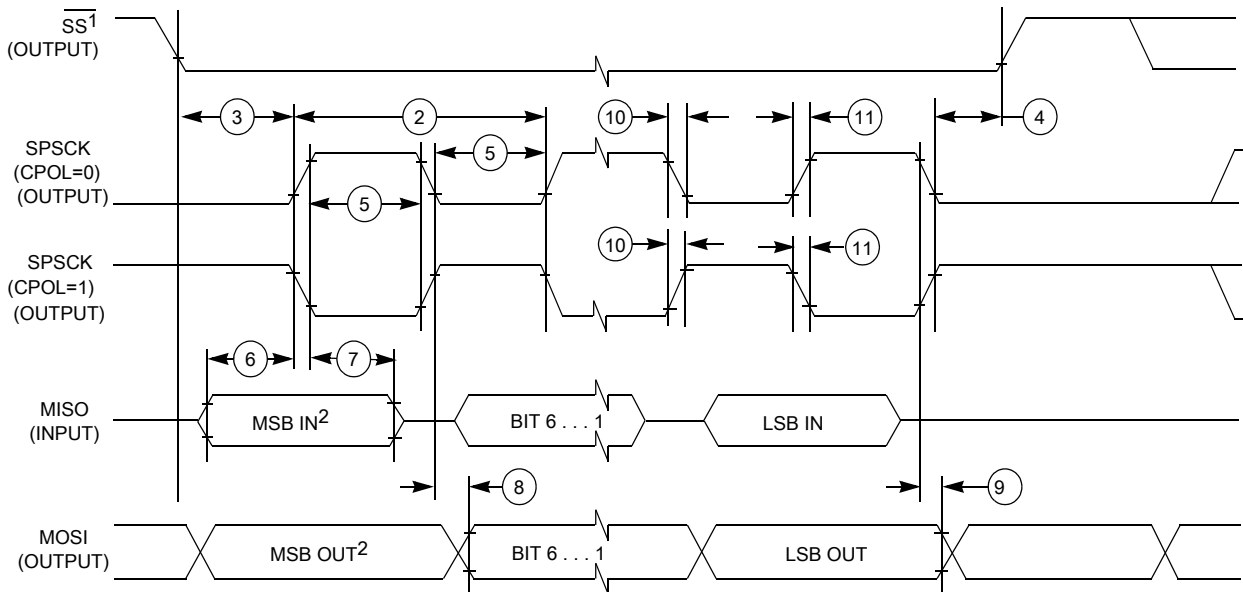 SS1
(OUTPUT)
3
2
10
11
4
SPSCK
(CPOL=0)
(OUTPUT)
5
5
SPSCK
(CPOL=1)
(OUTPUT)
10
11
6
7
MISO
(INPUT)
MSB IN2
BIT 6 . . . 1
LSB IN
8
9
MOSI
(OUTPUT)
MSB OUT2
BIT 6 . . . 1
LSB OUT